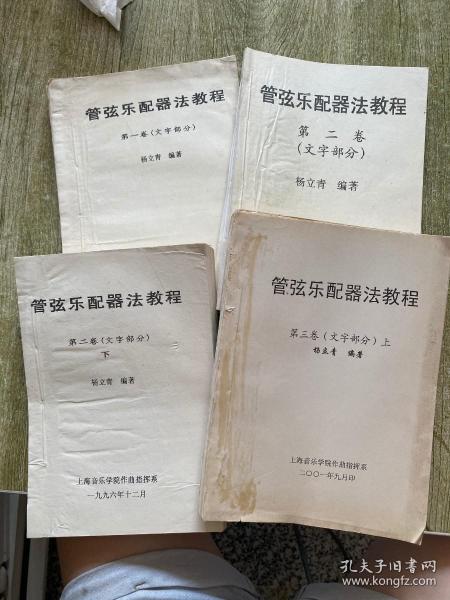 管弦乐配器法教程
第一卷(文字部分)
杨立青 编著
管弦乐配器法教程
第二卷
(文字部分)
杨立青 编著
管弦乐配器法教程
第二卷(文字部分)
下
杨立青 编著
上海音乐学院作曲指挥系
一九九六年十二月
管弦乐配器法教程
第三卷(文字部分)上
杨立青 编著
上海音乐学院作曲指挥系
二〇〇一年九月印
孔夫子旧书网
www.kongfz.com